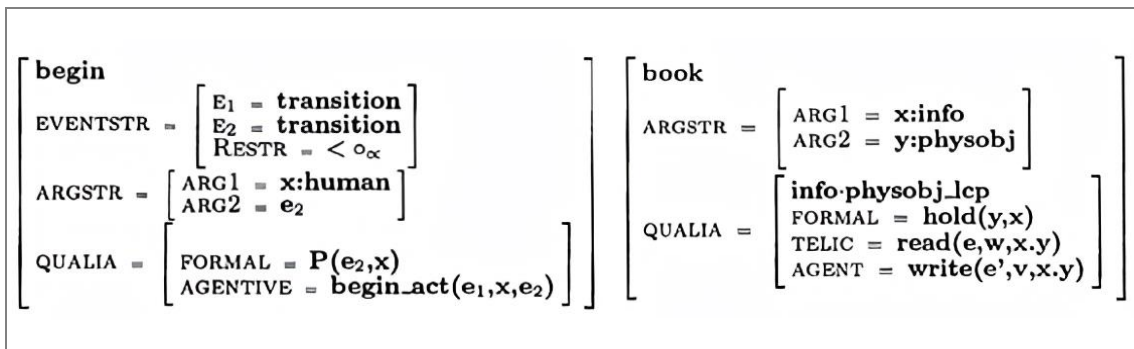 begin
EVENTSTR = E1 = transition
E2 = transition
RESTR = < o∝
ARGSTR = ARG1 = x:human
ARG2 = e2
QUALIA = FORMAL = P(e2,x)
AGENTIVE = begin_act(e1,x,e2)
book
ARGSTR = ARG1 = x:info
ARG2 = y:physobj
QUALIA = info·physobj_lcp
FORMAL = hold(y,x)
TELIC = read(e,w,x.y)
AGENT = write(e',v,x.y)